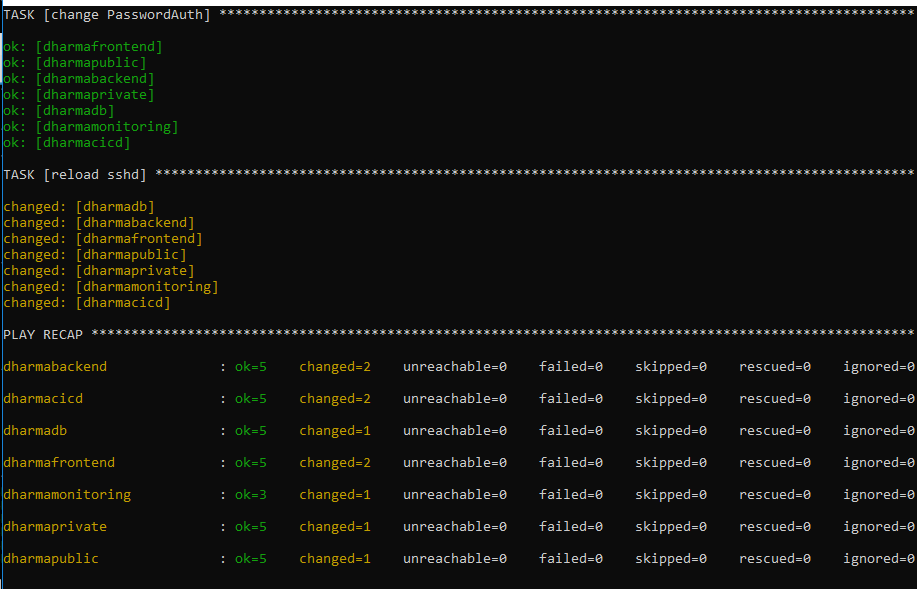 TASK [change PasswordAuth] ***************************************************************************************
ok: [dharmafrontend]
ok: [dharmapublic]
ok: [dharmabackend]
ok: [dharmaprivate]
ok: [dharmadb]
ok: [dharmamonitoring]
ok: [dharmacicd]
TASK [reload sshd] ***********************************************************************************************
changed: [dharmadb]
changed: [dharmabackend]
changed: [dharmafrontend]
changed: [dharmapublic]
changed: [dharmaprivate]
changed: [dharmamonitoring]
changed: [dharmacicd]
PLAY RECAP *******************************************************************************************************
dharmabackend : ok=5 changed=2 unreachable=0 failed=0 skipped=0 rescued=0 ignored=0
dharmacicd : ok=5 changed=2 unreachable=0 failed=0 skipped=0 rescued=0 ignored=0
dharmadb : ok=5 changed=1 unreachable=0 failed=0 skipped=0 rescued=0 ignored=0
dharmafrontend : ok=5 changed=2 unreachable=0 failed=0 skipped=0 rescued=0 ignored=0
dharmamonitoring : ok=3 changed=1 unreachable=0 failed=0 skipped=0 rescued=0 ignored=0
dharmaprivate : ok=5 changed=1 unreachable=0 failed=0 skipped=0 rescued=0 ignored=0
dharmapublic : ok=5 changed=1 unreachable=0 failed=0 skipped=0 rescued=0 ignored=0